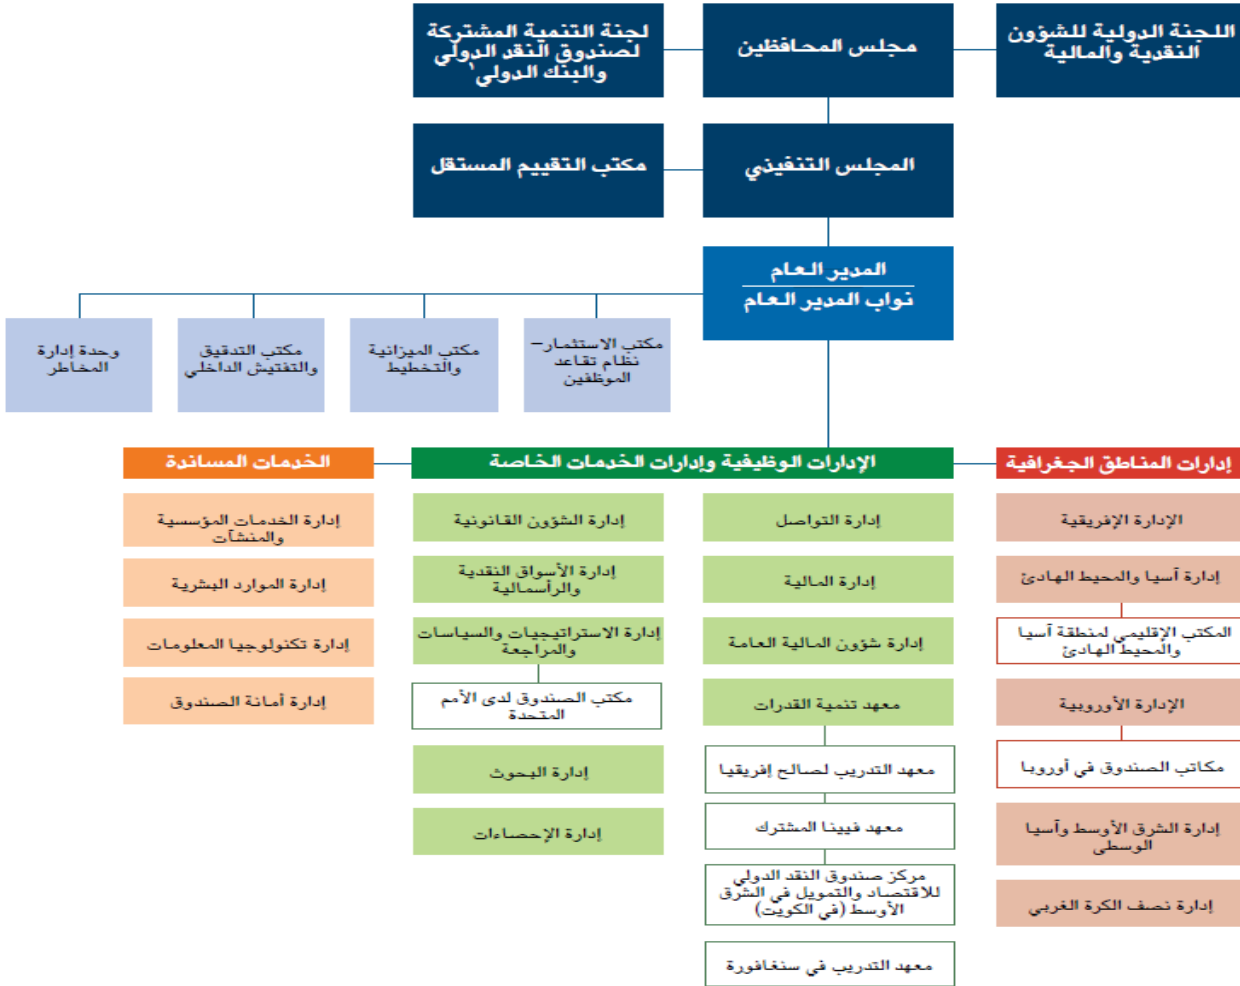 اللجنة الدولية للشؤون
النقدية والمالية
مجلس المحافظين
لجنة التنمية المشتركة
لصندوق النقد الدولي
والبنك الدولي¹
المجلس التنفيذي
مكتب التقييم المستقل
المدير العام
نواب المدير العام
مكتب الاستثمار–
نظام تقاعد
الموظفين
مكتب الميزانية
والتخطيط
مكتب التدقيق
والتفتيش الداخلي
وحدة إدارة
المخاطر
إدارات المناطق الجغرافية
الإدارة الإفريقية
إدارة آسيا والمحيط الهادئ
المكتب الإقليمي لمنطقة آسيا
والمحيط الهادئ
الإدارة الأوروبية
مكاتب الصندوق في أوروبا
إدارة الشرق الأوسط وآسيا
الوسطى
إدارة نصف الكرة الغربي
الإدارات الوظيفية وإدارات الخدمات الخاصة
إدارة التواصل
إدارة المالية
إدارة شؤون المالية العامة
معهد تنمية القدرات
معهد التدريب لصالح إفريقيا
معهد فيينا المشترك
مركز صندوق النقد الدولي
للاقتصاد والتمويل في الشرق
الأوسط (في الكويت)
معهد التدريب في سنغافورة
إدارة الشؤون القانونية
إدارة الأسواق النقدية
والرأسمالية
إدارة الاستراتيجيات والسياسات
والمراجعة
مكتب الصندوق لدى الأمم
المتحدة
إدارة البحوث
إدارة الإحصاءات
الخدمات المساندة
إدارة الخدمات المؤسسية
والمنشآت
إدارة الموارد البشرية
إدارة تكنولوجيا المعلومات
إدارة أمانة الصندوق